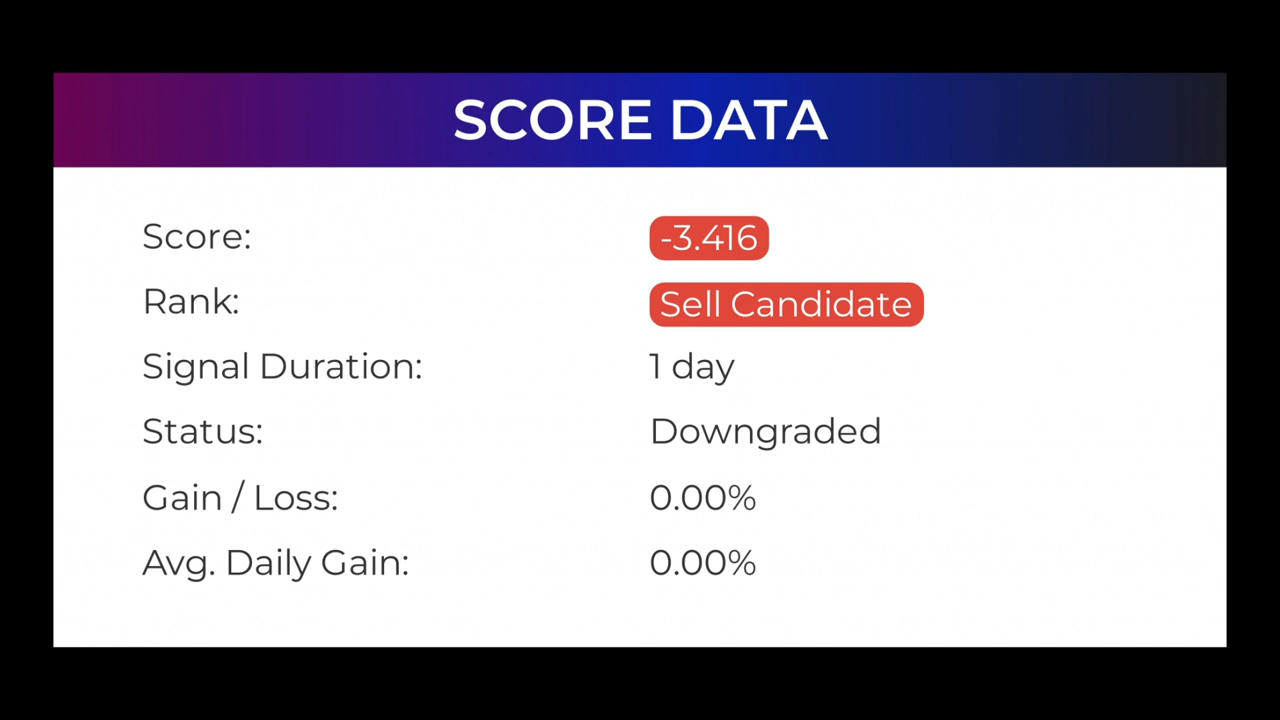 SCORE DATA
Score: -3.416
Rank: Sell Candidate
Signal Duration: 1 day
Status: Downgraded
Gain / Loss: 0.00%
Avg. Daily Gain: 0.00%